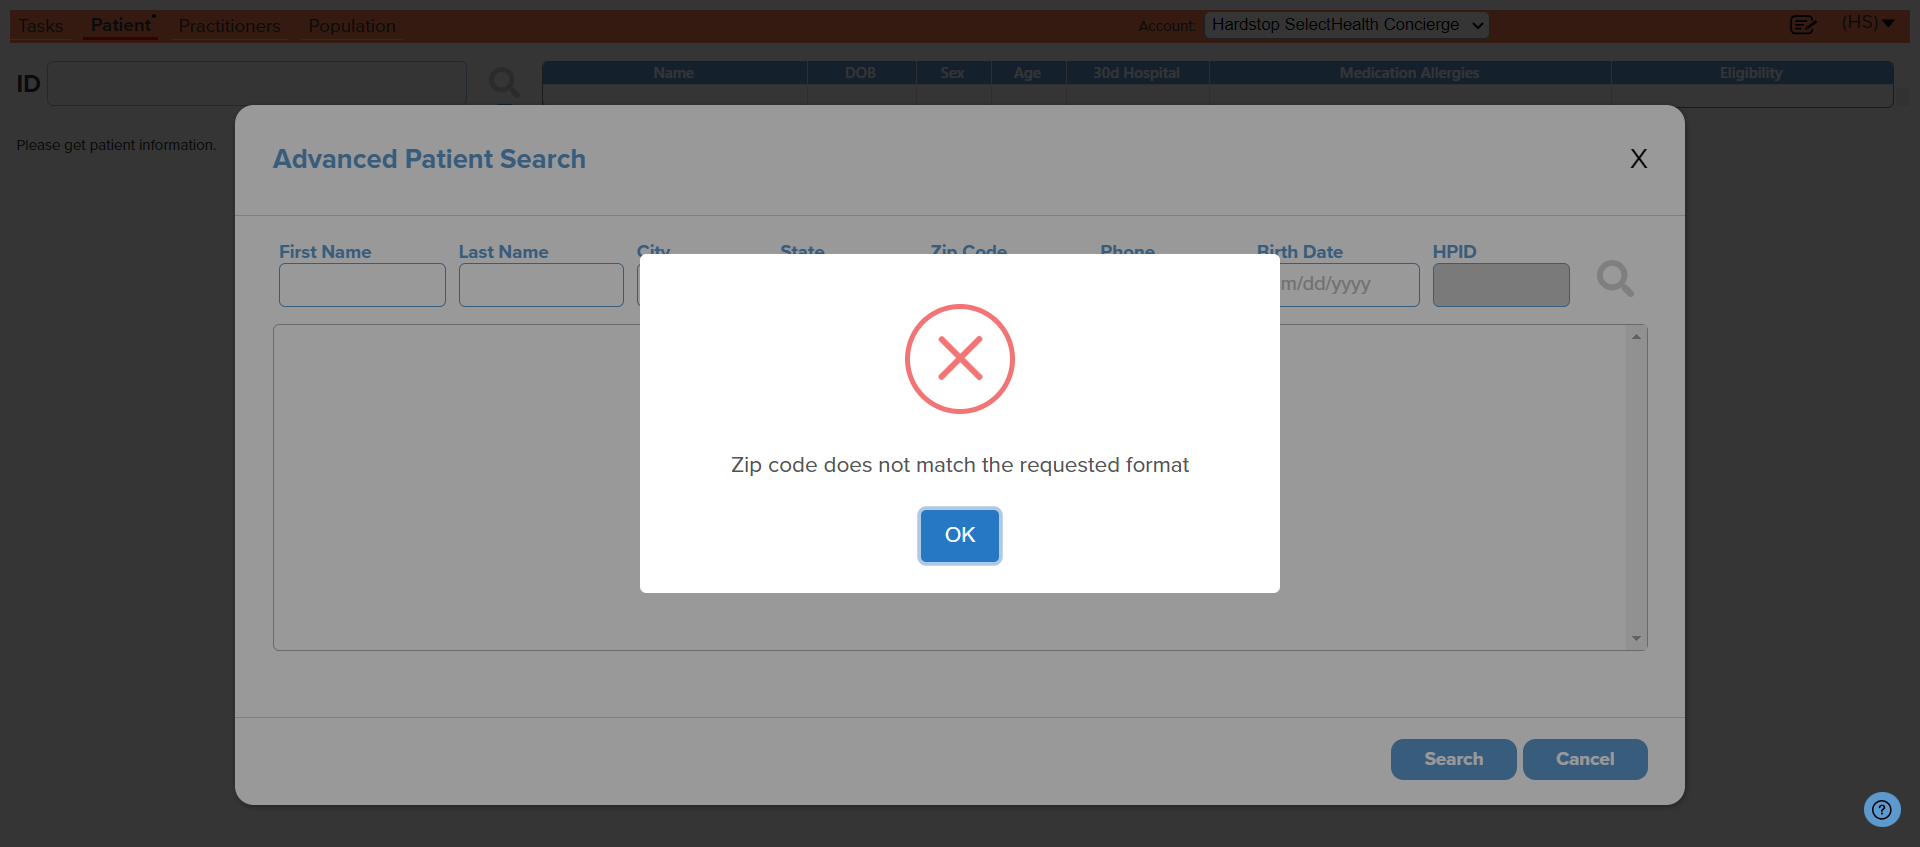 Tasks Patient Practitioners Population Account: Hardstop SelectHealth Concierge (HS)
ID Name DOB Sex Age 30d Hospital Medication Allergies Eligibility
Please get patient information.
Advanced Patient Search X
First Name Last Name City State Zip Code Phone Birth Date HPID
m/dd/yyyy
Zip code does not match the requested format
OK
Search Cancel
?